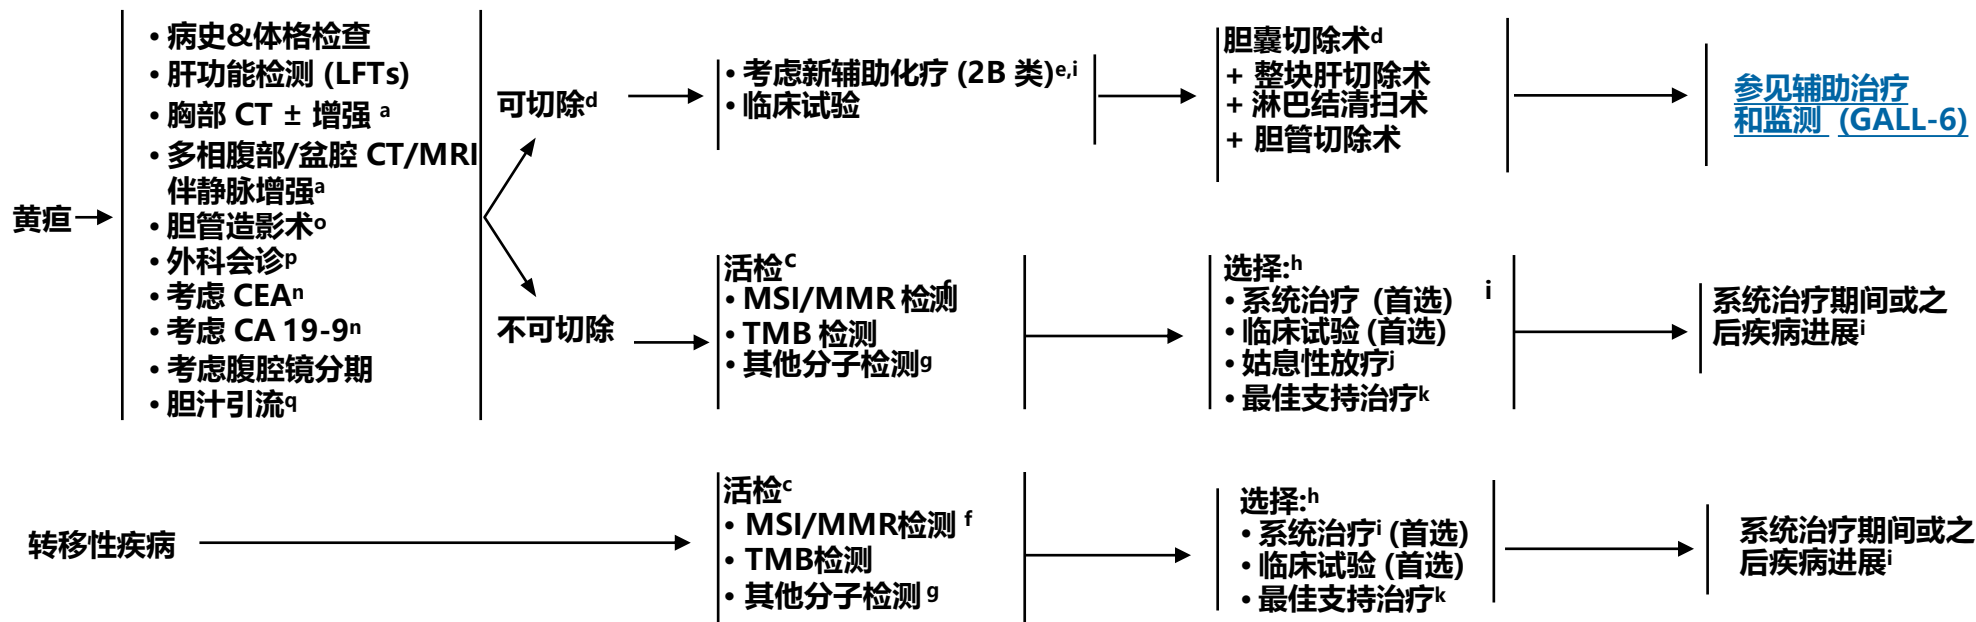 黄疸
• 病史&体格检查
• 肝功能检测 (LFTs)
• 胸部 CT ± 增强 a
• 多相腹部/盆腔 CT/MRI
伴静脉增强a
• 胆管造影术o
• 外科会诊p
• 考虑 CEAn
• 考虑 CA 19-9n
• 考虑腹腔镜分期
• 胆汁引流q
可切除d
• 考虑新辅助化疗 (2B 类)e,i
• 临床试验
胆囊切除术d
+ 整块肝切除术
+ 淋巴结清扫术
+ 胆管切除术
参见辅助治疗
和监测 (GALL-6)
不可切除
活检c
• MSI/MMR 检测f
• TMB 检测
• 其他分子检测g
选择:h
• 系统治疗 (首选) i
• 临床试验 (首选)
• 姑息性放疗j
• 最佳支持治疗k
系统治疗期间或之
后疾病进展i
转移性疾病
活检c
• MSI/MMR检测 f
• TMB检测
• 其他分子检测 g
选择:h
• 系统治疗i (首选)
• 临床试验 (首选)
• 最佳支持治疗k
系统治疗期间或之
后疾病进展i